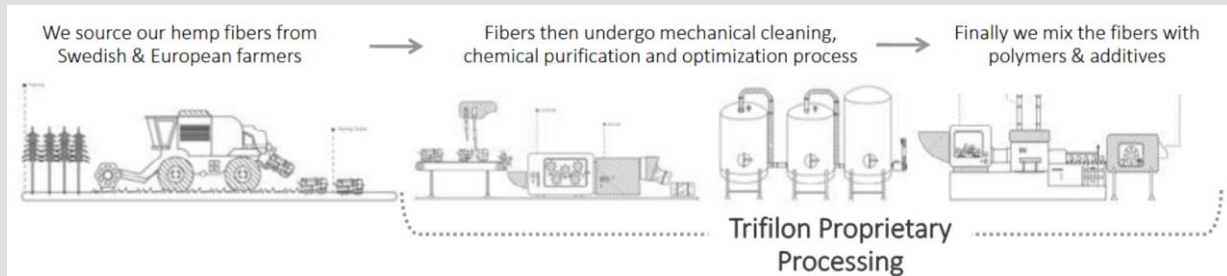 We source our hemp fibers from
Swedish & European farmers
Fibers then undergo mechanical cleaning,
chemical purification and optimization process
Finally we mix the fibers with
polymers & additives
Trifilon Proprietary
Processing